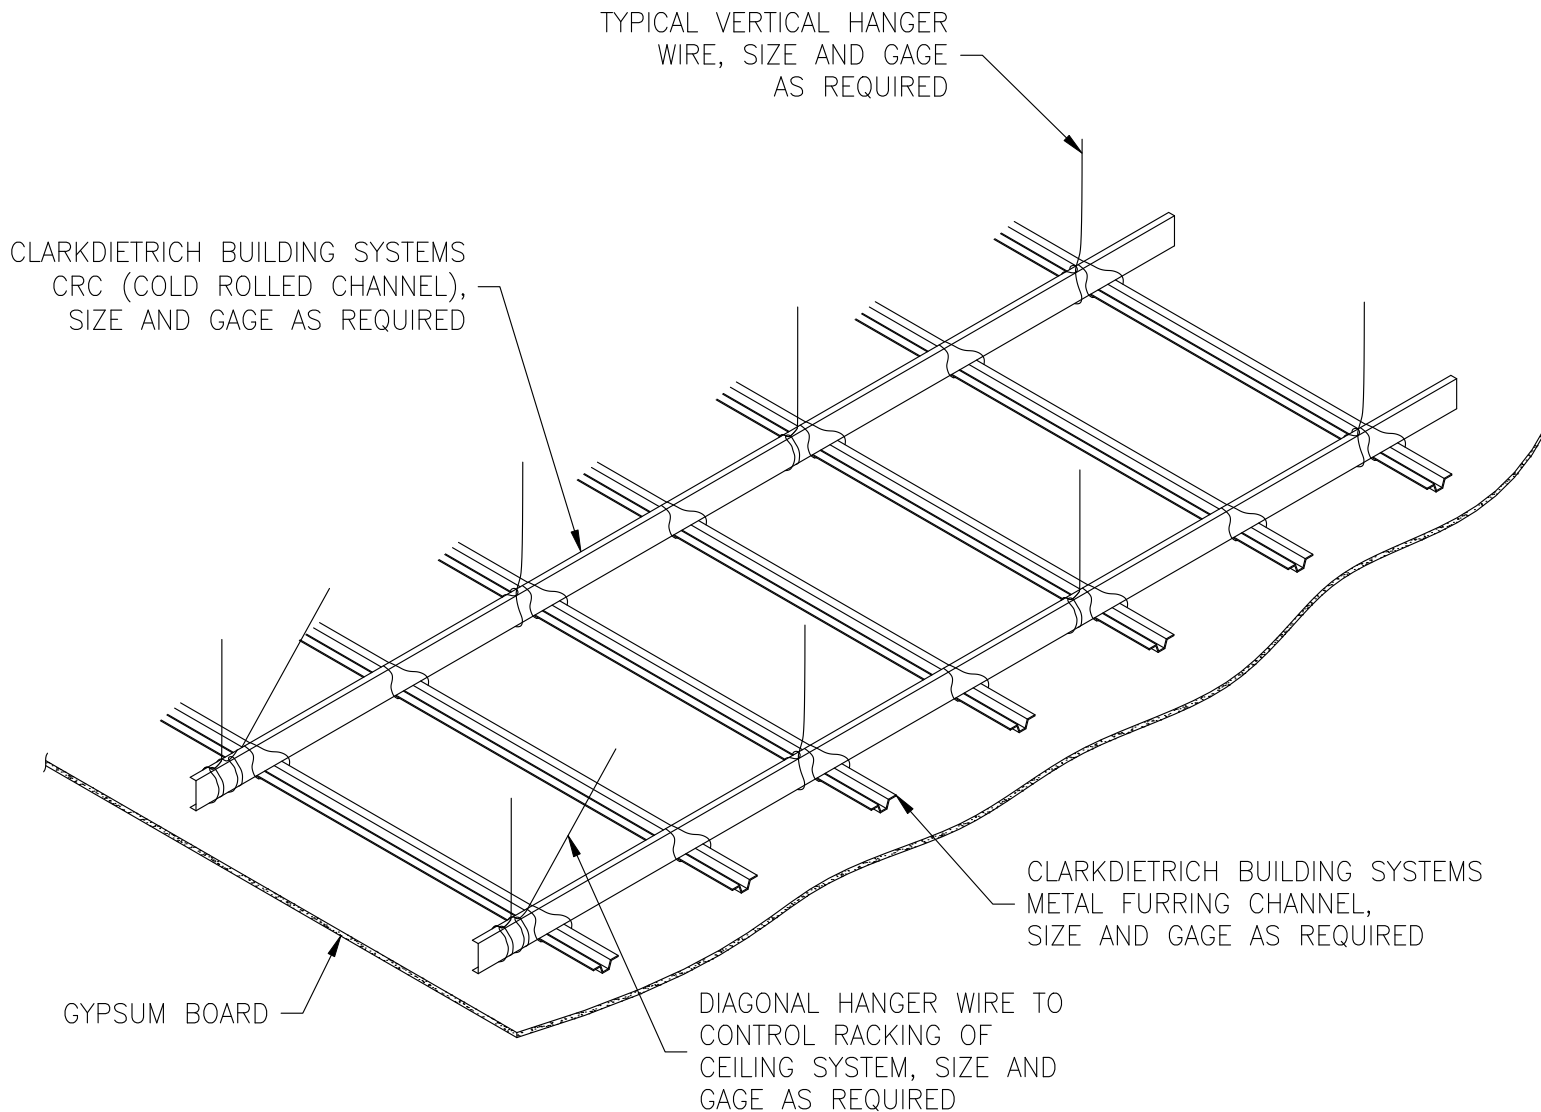 TYPICAL VERTICAL HANGER
WIRE, SIZE AND GAGE
AS REQUIRED
CLARKDIETRICH BUILDING SYSTEMS
CRC (COLD ROLLED CHANNEL),
SIZE AND GAGE AS REQUIRED
CLARKDIETRICH BUILDING SYSTEMS
METAL FURRING CHANNEL,
SIZE AND GAGE AS REQUIRED
GYPSUM BOARD
DIAGONAL HANGER WIRE TO
CONTROL RACKING OF
CEILING SYSTEM, SIZE AND
GAGE AS REQUIRED